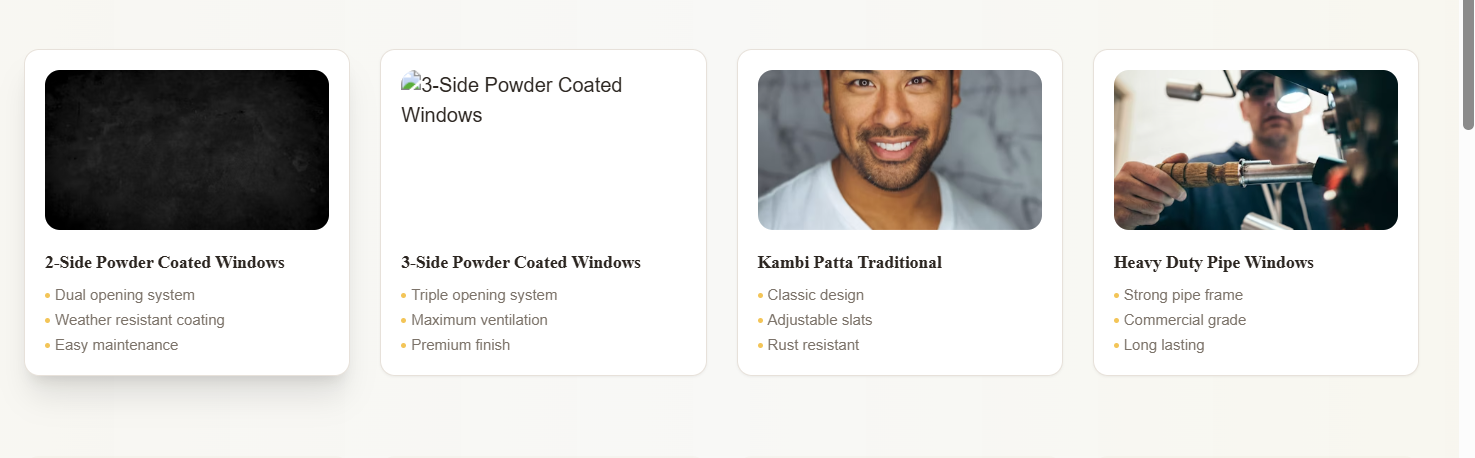 3-Side Powder Coated
Windows
2-Side Powder Coated Windows
Dual opening system
Weather resistant coating
Easy maintenance
3-Side Powder Coated Windows
Triple opening system
Maximum ventilation
Premium finish
Kambi Patta Traditional
Classic design
Adjustable slats
Rust resistant
Heavy Duty Pipe Windows
Strong pipe frame
Commercial grade
Long lasting